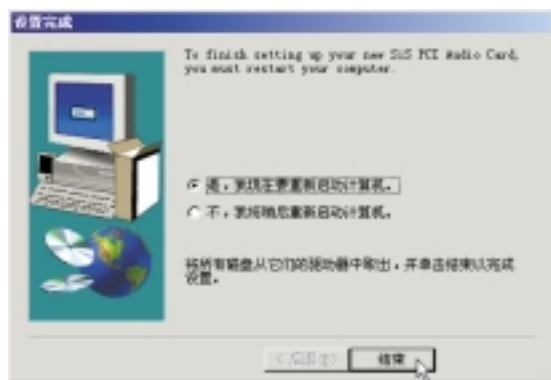 设置完成
To finish setting up your new SiS PCI Audio Card,
you must restart your computer.
是，我现在要重新启动计算机。
不，我将稍后重新启动计算机。
将所有磁盘从它们的驱动器中取出，并单击结束以完成
设置。
结束